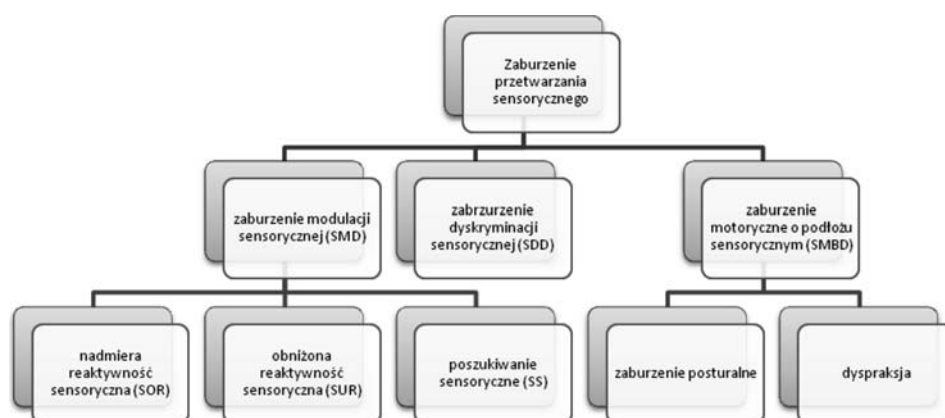 Zaburzenie
przetwarzania
sensorycznego
zaburzenie modulacji
sensorycznej (SMD)
zabrzurzenie
dyskryminacji
sensorycznej (SDD)
zaburzenie
motoryczne o podłożu
sensorycznym (SMBD)
nadmiera
reaktywność
sensoryczna (SOR)
obniżona
reaktywność
sensoryczna (SUR)
poszukiwanie
sensoryczne (SS)
zaburzenie posturalne
dyspraksja